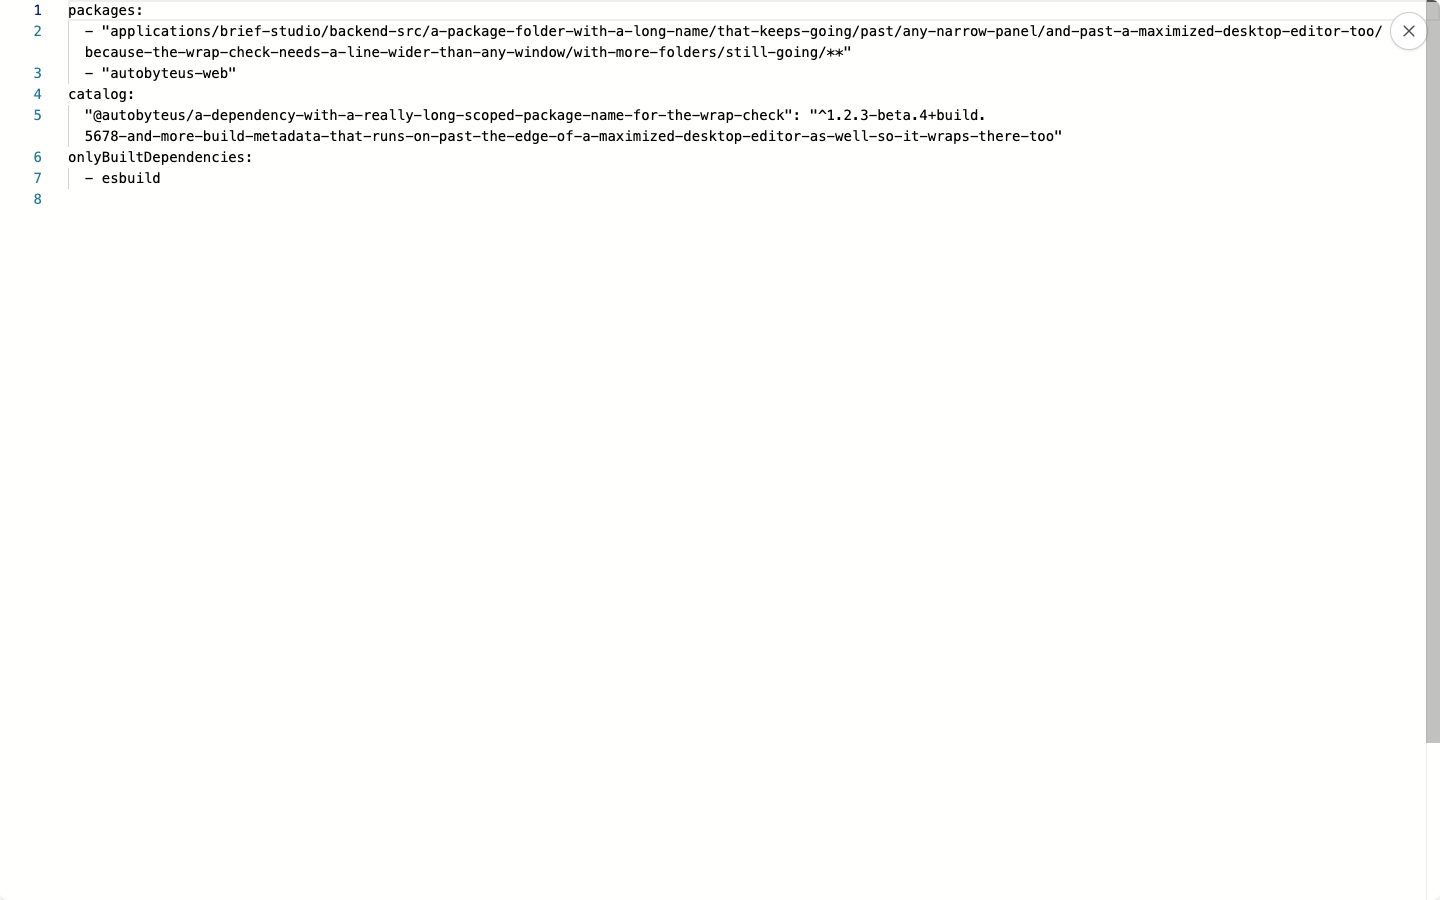 1 packages:
2   - "applications/brief-studio/backend-src/a-package-folder-with-a-long-name/that-keeps-going/past/any-narrow-panel/and-past-a-maximized-desktop-editor-too/
because-the-wrap-check-needs-a-line-wider-than-any-window/with-more-folders/still-going/**"
3   - "autobyteus-web"
4 catalog:
5   "@autobyteus/a-dependency-with-a-really-long-scoped-package-name-for-the-wrap-check": "^1.2.3-beta.4+build.
5678-and-more-build-metadata-that-runs-on-past-the-edge-of-a-maximized-desktop-editor-as-well-so-it-wraps-there-too"
6 onlyBuiltDependencies:
7   - esbuild
8